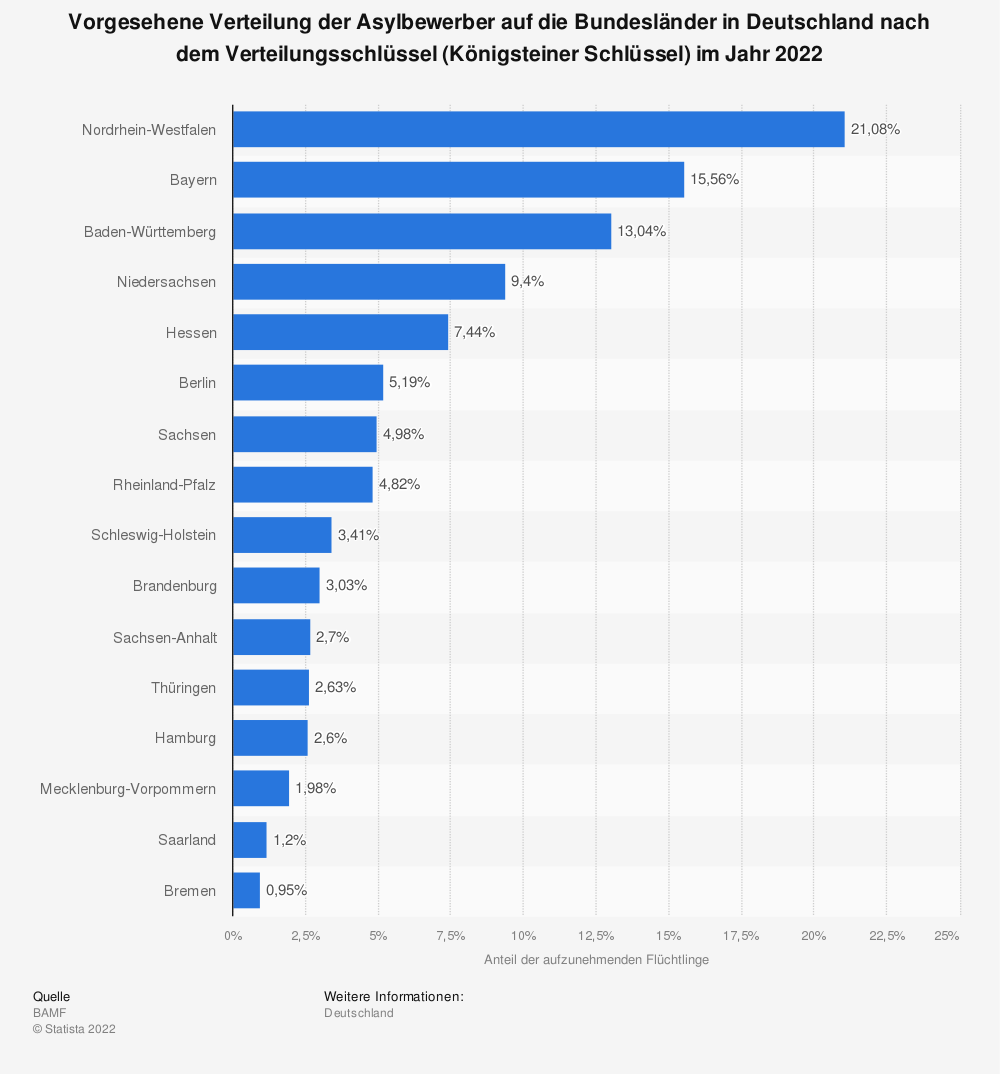 Vorgesehene Verteilung der Asylbewerber auf die Bundesländer in Deutschland nach
dem Verteilungsschlüssel (Königsteiner Schlüssel) im Jahr 2022
Nordrhein-Westfalen 21,08%
Bayern 15,56%
Baden-Württemberg 13,04%
Niedersachsen 9,4%
Hessen 7,44%
Berlin 5,19%
Sachsen 4,98%
Rheinland-Pfalz 4,82%
Schleswig-Holstein 3,41%
Brandenburg 3,03%
Sachsen-Anhalt 2,7%
Thüringen 2,63%
Hamburg 2,6%
Mecklenburg-Vorpommern 1,98%
Saarland 1,2%
Bremen 0,95%
0% 2,5% 5% 7,5% 10% 12,5% 15% 17,5% 20% 22,5% 25%
Anteil der aufzunehmenden Flüchtlinge
Quelle
BAMF
© Statista 2022
Weitere Informationen:
Deutschland